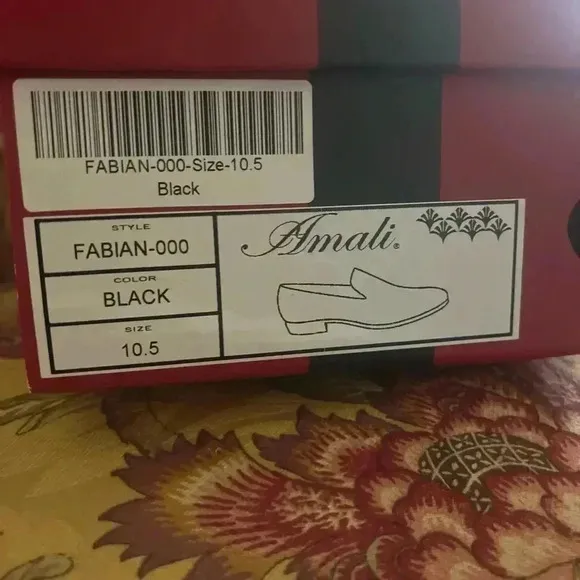 FABIAN-000-Size-10.5
Black
STYLE
FABIAN-000
COLOR
BLACK
SIZE
10.5
Amali®